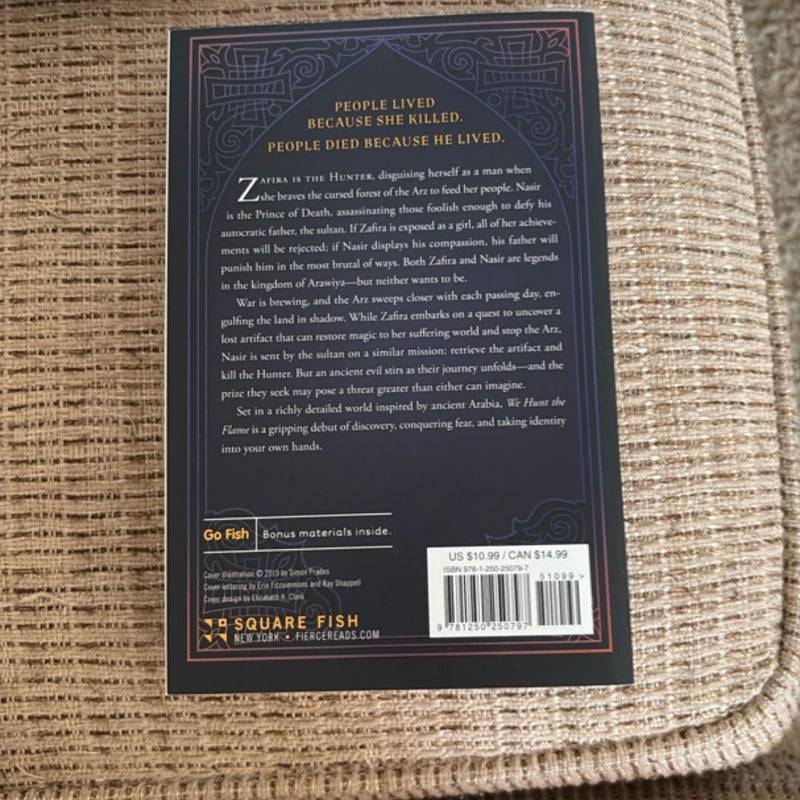 PEOPLE LIVED
BECAUSE SHE KILLED.
PEOPLE DIED BECAUSE HE LIVED.
ZAFIRA IS THE HUNTER, disguising herself as a man when
she braves the cursed forest of the Arz to feed her people. Nasir
is the Prince of Death, assassinating those foolish enough to defy his
autocratic father, the sultan. If Zafira is exposed as a girl, all of her achieve-
ments will be rejected; if Nasir displays his compassion, his father will
punish him in the most brutal of ways. Both Zafira and Nasir are legends
in the kingdom of Arawiya—but neither wants to be.
War is brewing, and the Arz sweeps closer with each passing day, en-
gulfing the land in shadow. While Zafira embarks on a quest to uncover a
lost artifact that can restore magic to her suffering world and stop the Arz,
Nasir is sent by the sultan on a similar mission: retrieve the artifact and
kill the Hunter. But an ancient evil stirs as their journey unfolds—and the
prize they seek may pose a threat greater than either can imagine.
Set in a richly detailed world inspired by ancient Arabia, We Hunt the
Flame is a gripping debut of discovery, conquering fear, and taking identity
into your own hands.
Go Fish Bonus materials inside.
Cover illustration © 2019 by Simon Prades
Cover lettering by Erin Fitzsimmons and Ray Shappell
Cover design by Elizabeth H. Clark
SQUARE FISH
NEW YORK • FIERCEREADS.COM
US $10.99 / CAN $14.99
ISBN 978-1-250-25079-7
51099>
9 781250 250797